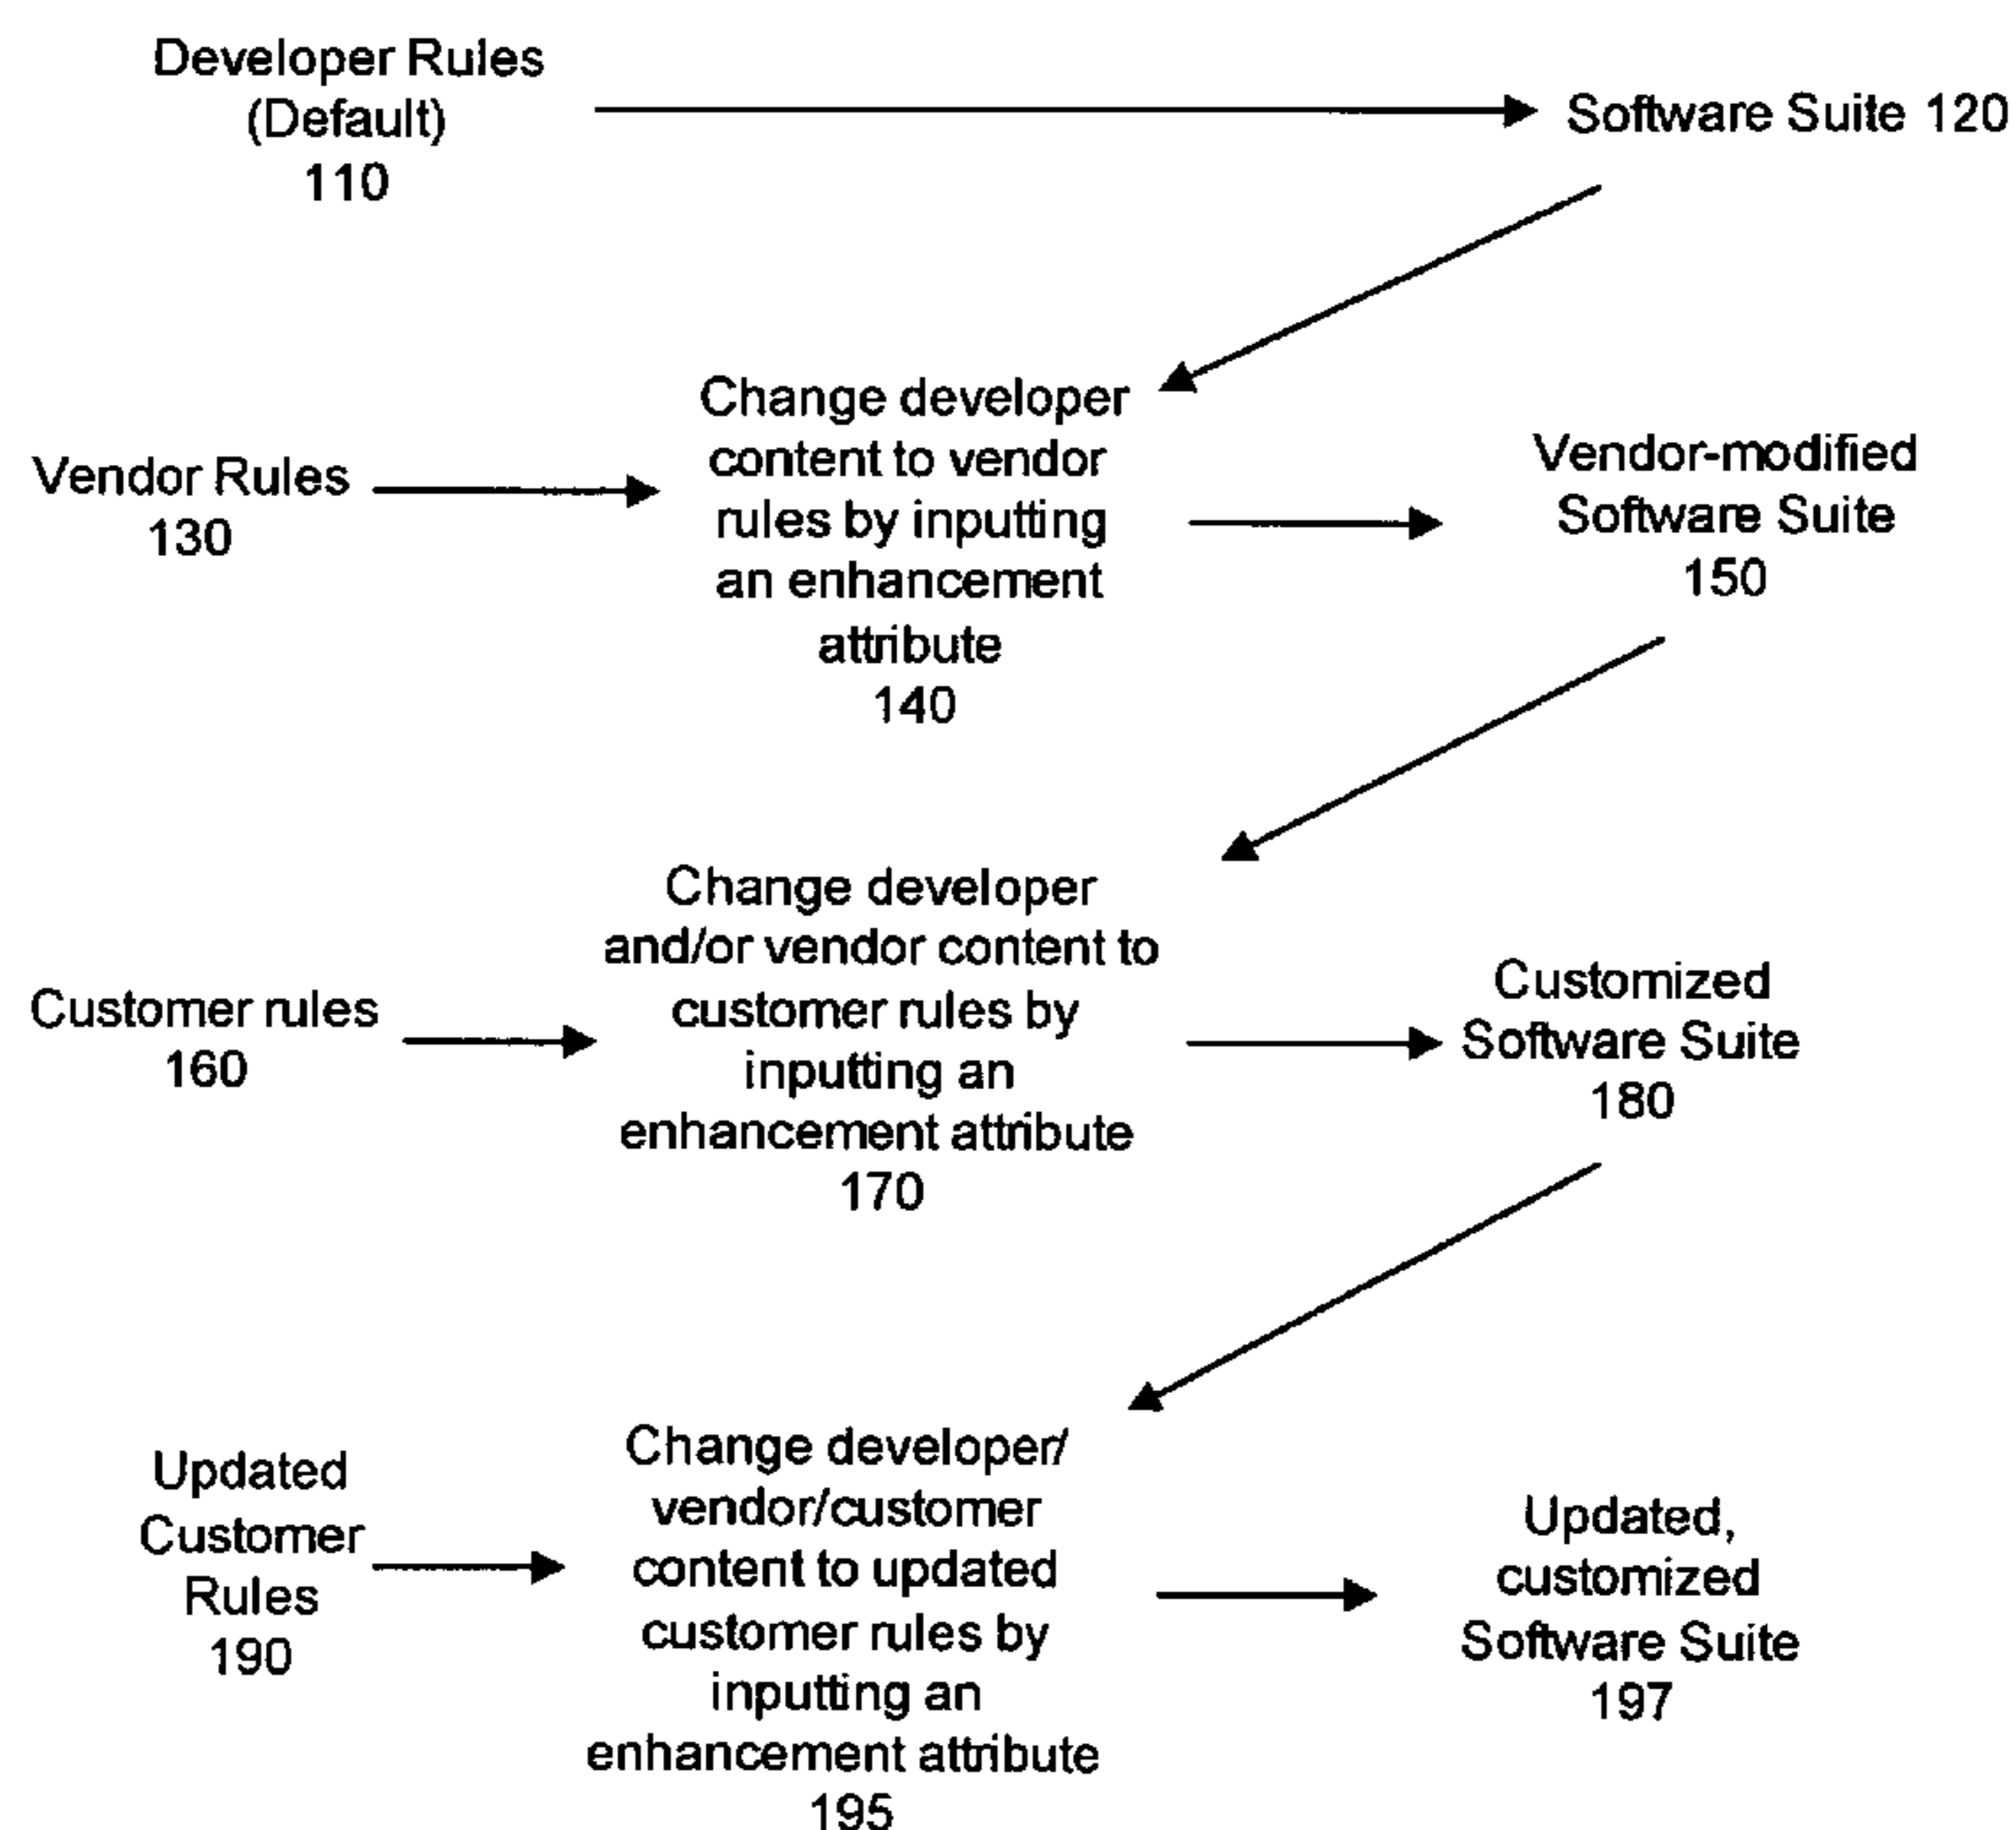 Developer Rules
(Default)
110
Software Suite 120
Change developer
content to vendor
rules by inputting
an enhancement
attribute
140
Vendor Rules
130
Vendor-modified
Software Suite
150
Change developer
and/or vendor content to
customer rules by
inputting an
enhancement attribute
170
Customer rules
160
Customized
Software Suite
180
Updated
Customer
Rules
190
Change developer/
vendor/customer
content to updated
customer rules by
inputting an
enhancement attribute
195
Updated,
customized
Software Suite
197